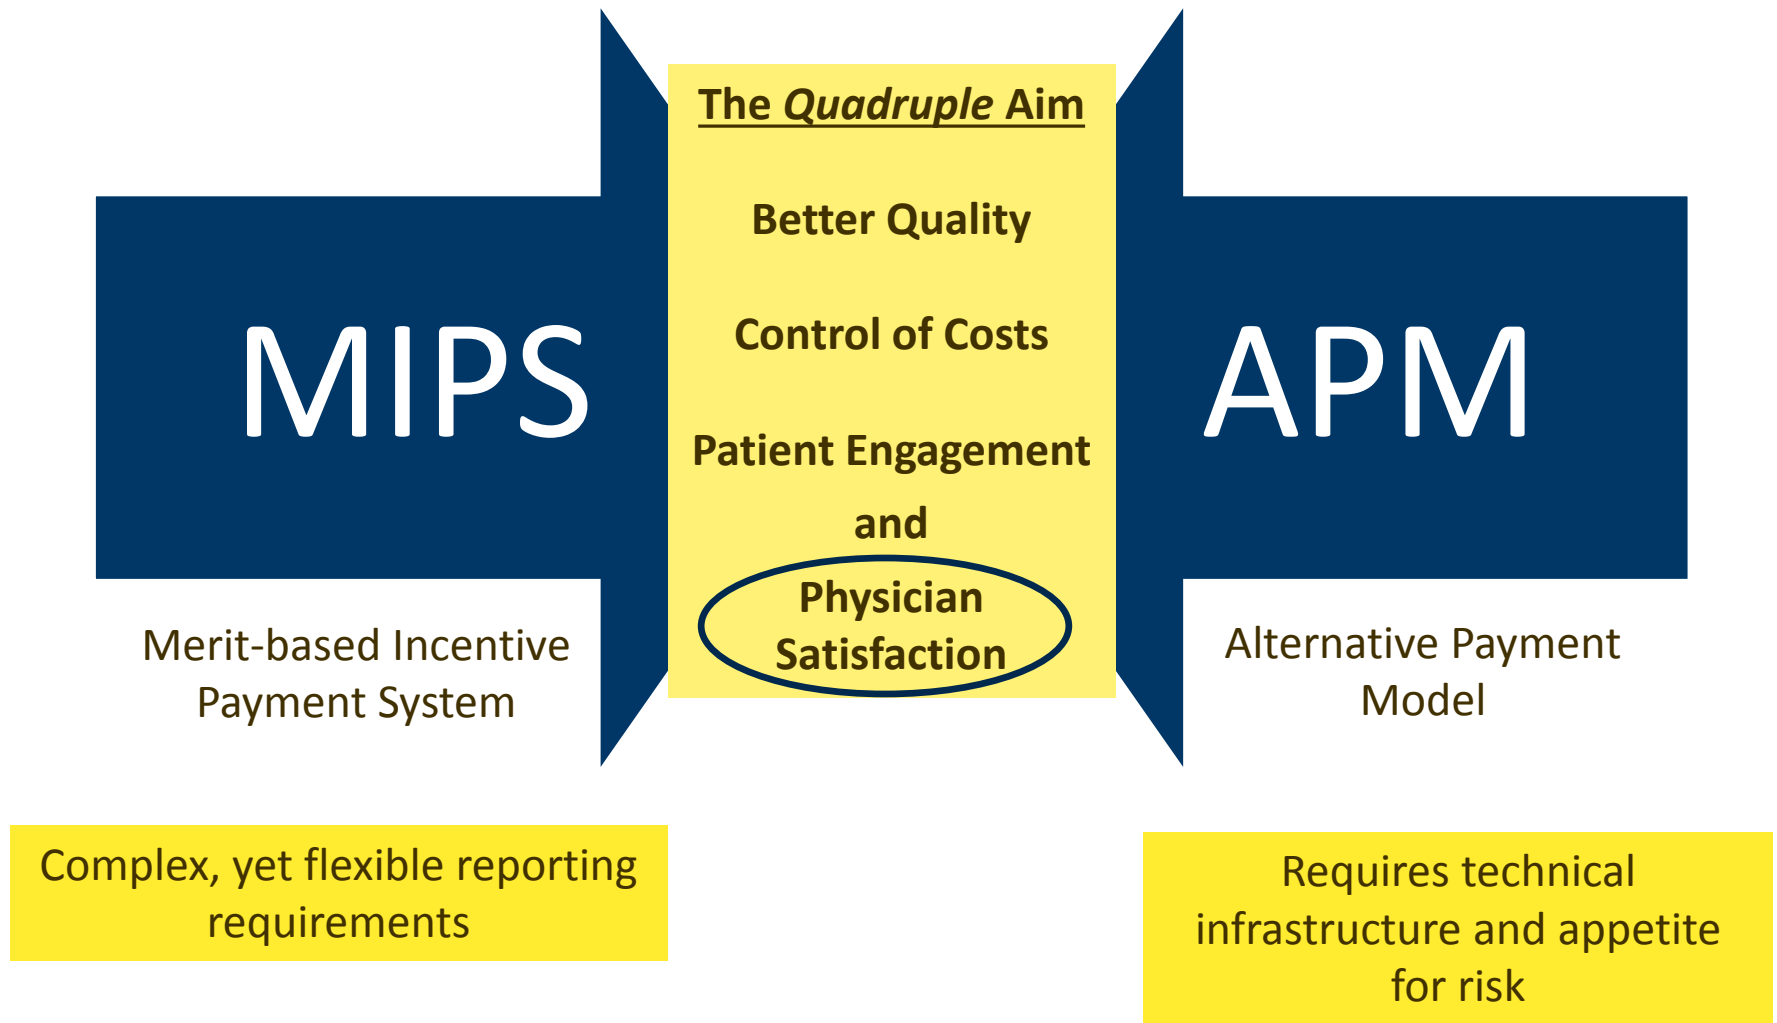 The Quadruple Aim
Better Quality
Control of Costs
Patient Engagement
and
Physician
Satisfaction
MIPS
Merit-based Incentive
Payment System
Complex, yet flexible reporting
requirements
APM
Alternative Payment
Model
Requires technical
infrastructure and appetite
for risk